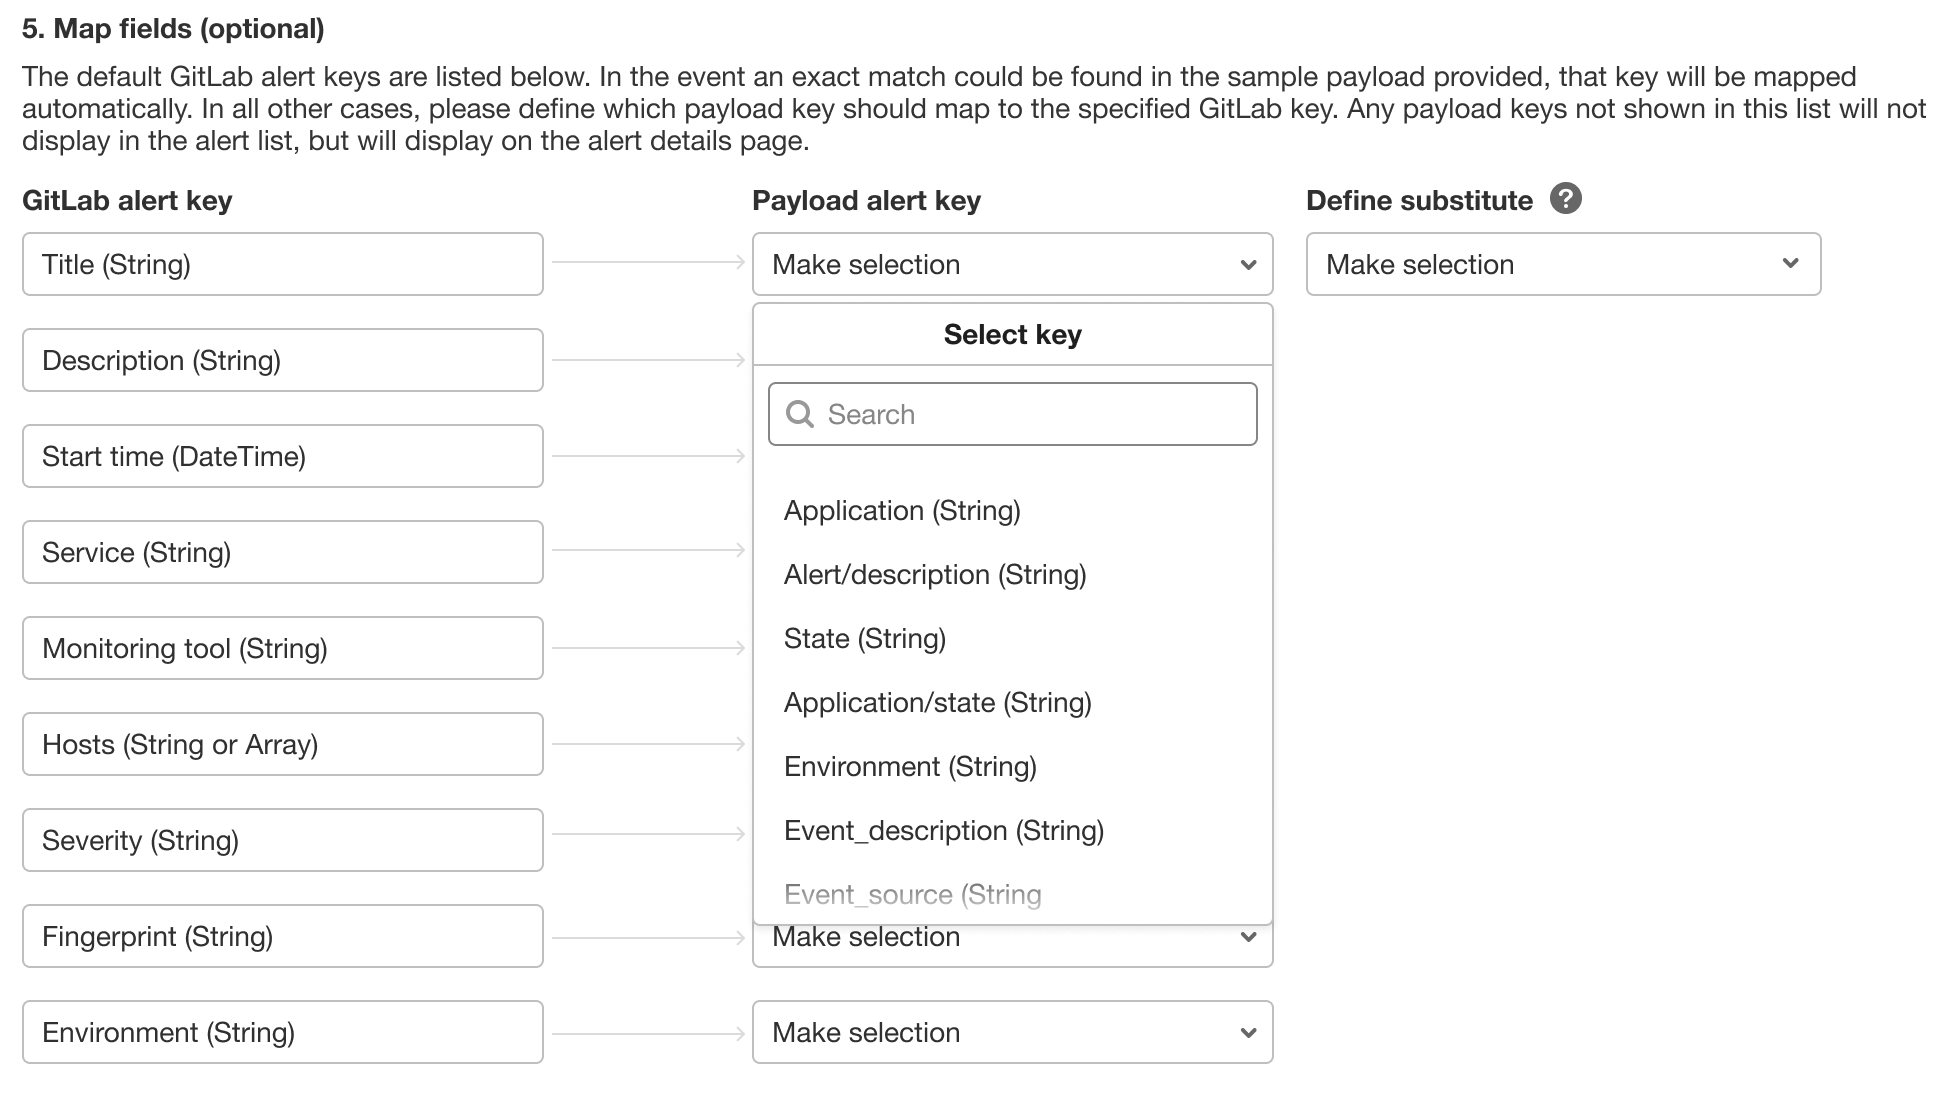 5. Map fields (optional)
The default GitLab alert keys are listed below. In the event an exact match could be found in the sample payload provided, that key will be mapped
automatically. In all other cases, please define which payload key should map to the specified GitLab key. Any payload keys not shown in this list will not
display in the alert list, but will display on the alert details page.
GitLab alert key
Payload alert key
Define substitute ?
Title (String)
Make selection
Make selection
Description (String)
Start time (DateTime)
Service (String)
Monitoring tool (String)
Hosts (String or Array)
Severity (String)
Fingerprint (String)
Environment (String)
Select key
Search
Application (String)
Alert/description (String)
State (String)
Application/state (String)
Environment (String)
Event_description (String)
Event_source (String
Make selection
Make selection